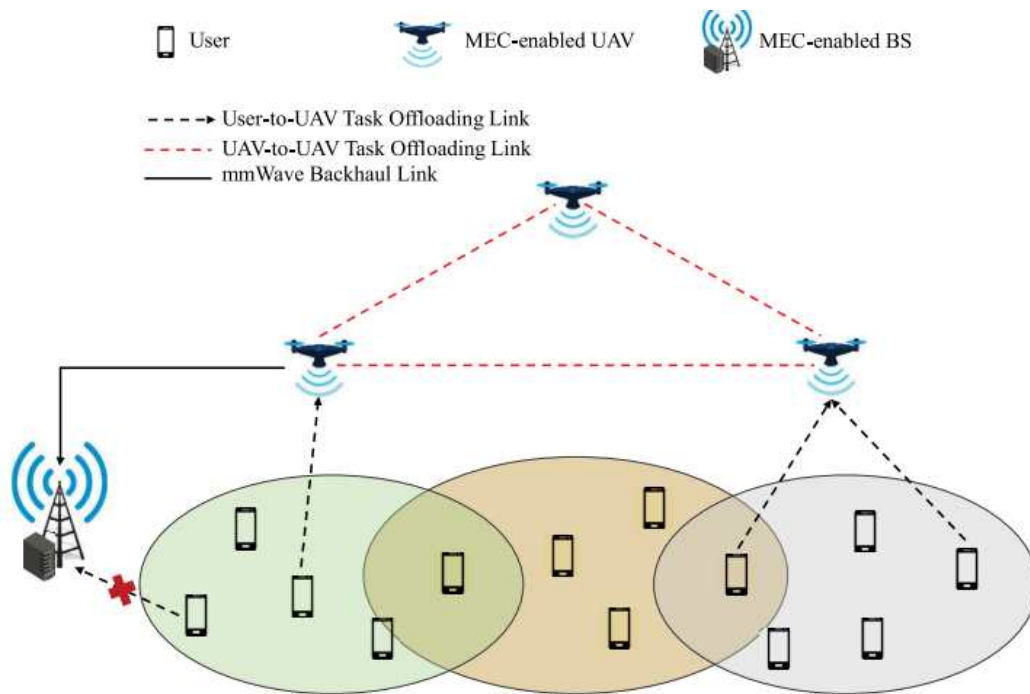 User
MEC-enabled UAV
MEC-enabled BS
User-to-UAV Task Offloading Link
UAV-to-UAV Task Offloading Link
mmWave Backhaul Link